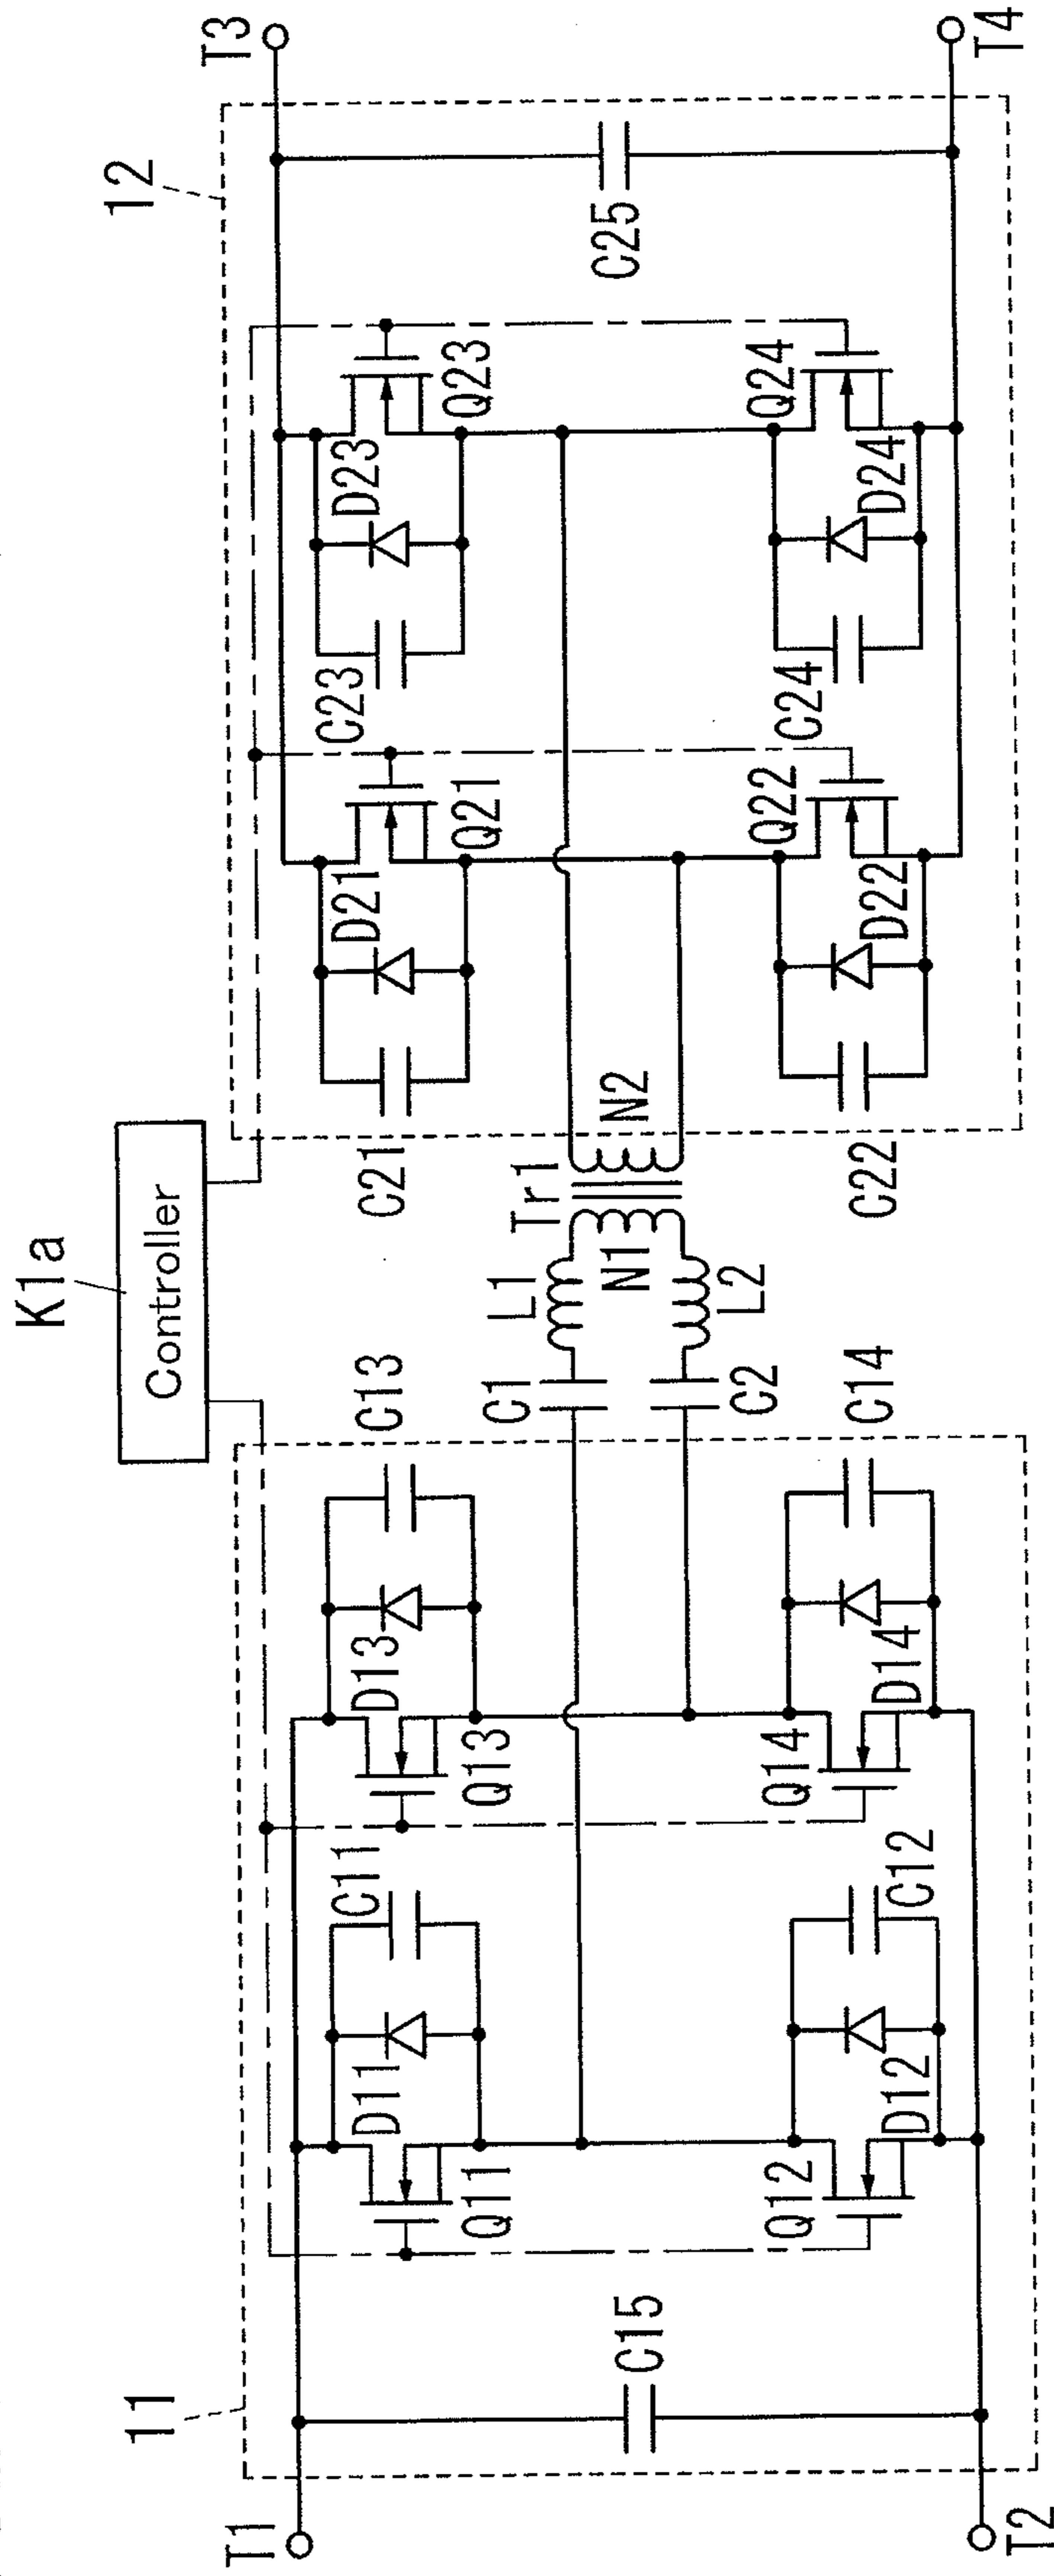 K1a
Controller
11
12
T1
T3
C11
C13
C21
C23
D11
D13
D21
D23
Q11
Q13
Q21
Q23
C15
C1
L1
Tr1
N1
N2
C25
C2
L2
Q12
Q14
Q22
Q24
D12
D14
D22
D24
C12
C14
C22
C24
T2
T4